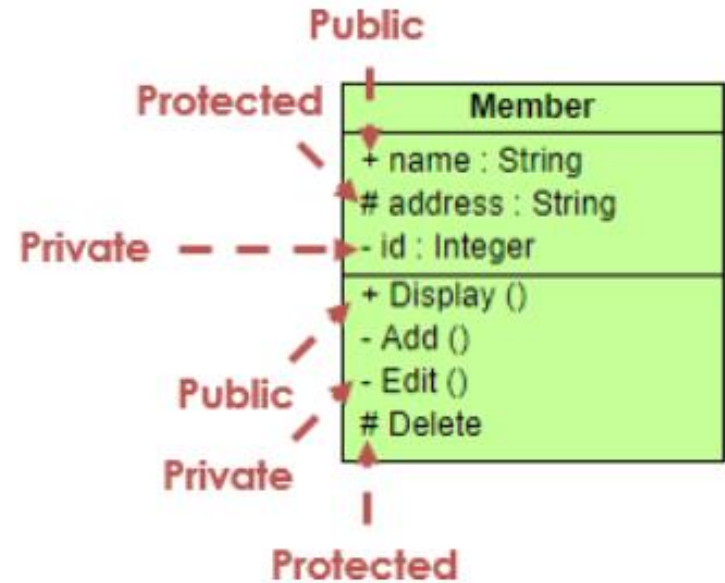 Public
Protected
Member
+ name : String
# address : String
Private
- id : Integer
+ Display ()
- Add ()
Public
- Edit ()
# Delete
Private
Protected